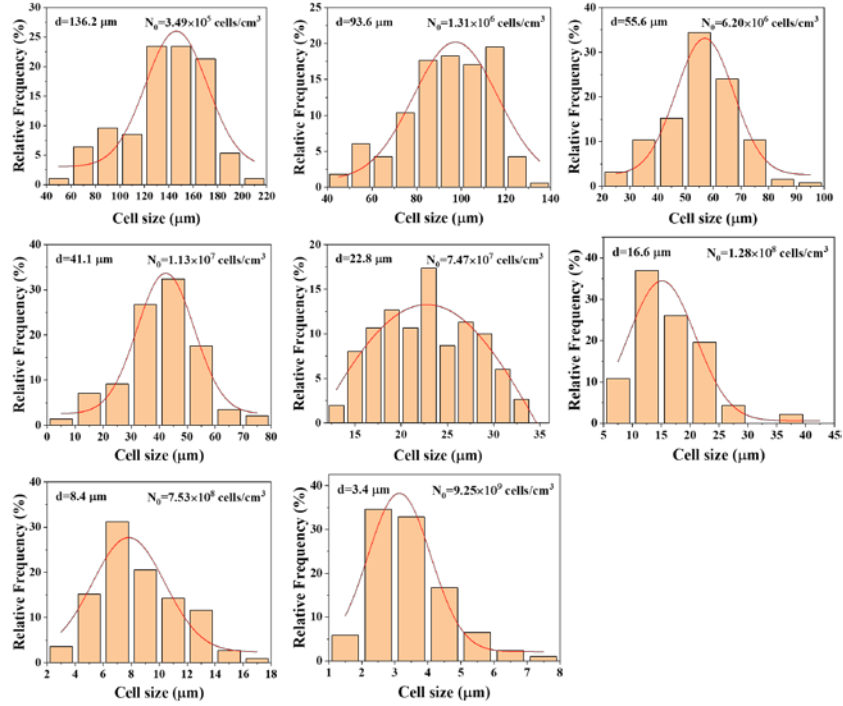 d=136.2 μm N₀=3.49×10⁵ cells/cm³
Relative Frequency (%)
30
25
20
15
10
5
0
40 60 80 100 120 140 160 180 200 220
Cell size (μm)
d=93.6 μm N₀=1.31×10⁶ cells/cm³
Relative Frequency (%)
25
20
15
10
5
0
40 60 80 100 120 140
Cell size (μm)
d=55.6 μm N₀=6.20×10⁶ cells/cm³
Relative Frequency (%)
40
30
20
10
0
20 30 40 50 60 70 80 90 100
Cell size (μm)
d=41.1 μm N₀=1.13×10⁷ cells/cm³
Relative Frequency (%)
40
30
20
10
0
0 10 20 30 40 50 60 70 80
Cell size (μm)
d=22.8 μm N₀=7.47×10⁷ cells/cm³
Relative Frequency (%)
20
15
10
5
0
15 20 25 30 35
Cell size (μm)
d=16.6 μm N₀=1.28×10⁸ cells/cm³
Relative Frequency (%)
40
30
20
10
0
5 10 15 20 25 30 35 40 45
Cell size (μm)
d=8.4 μm N₀=7.53×10⁸ cells/cm³
Relative Frequency (%)
40
30
20
10
0
2 4 6 8 10 12 14 16 18
Cell size (μm)
d=3.4 μm N₀=9.25×10⁹ cells/cm³
Relative Frequency (%)
40
30
20
10
0
1 2 3 4 5 6 7 8
Cell size (μm)